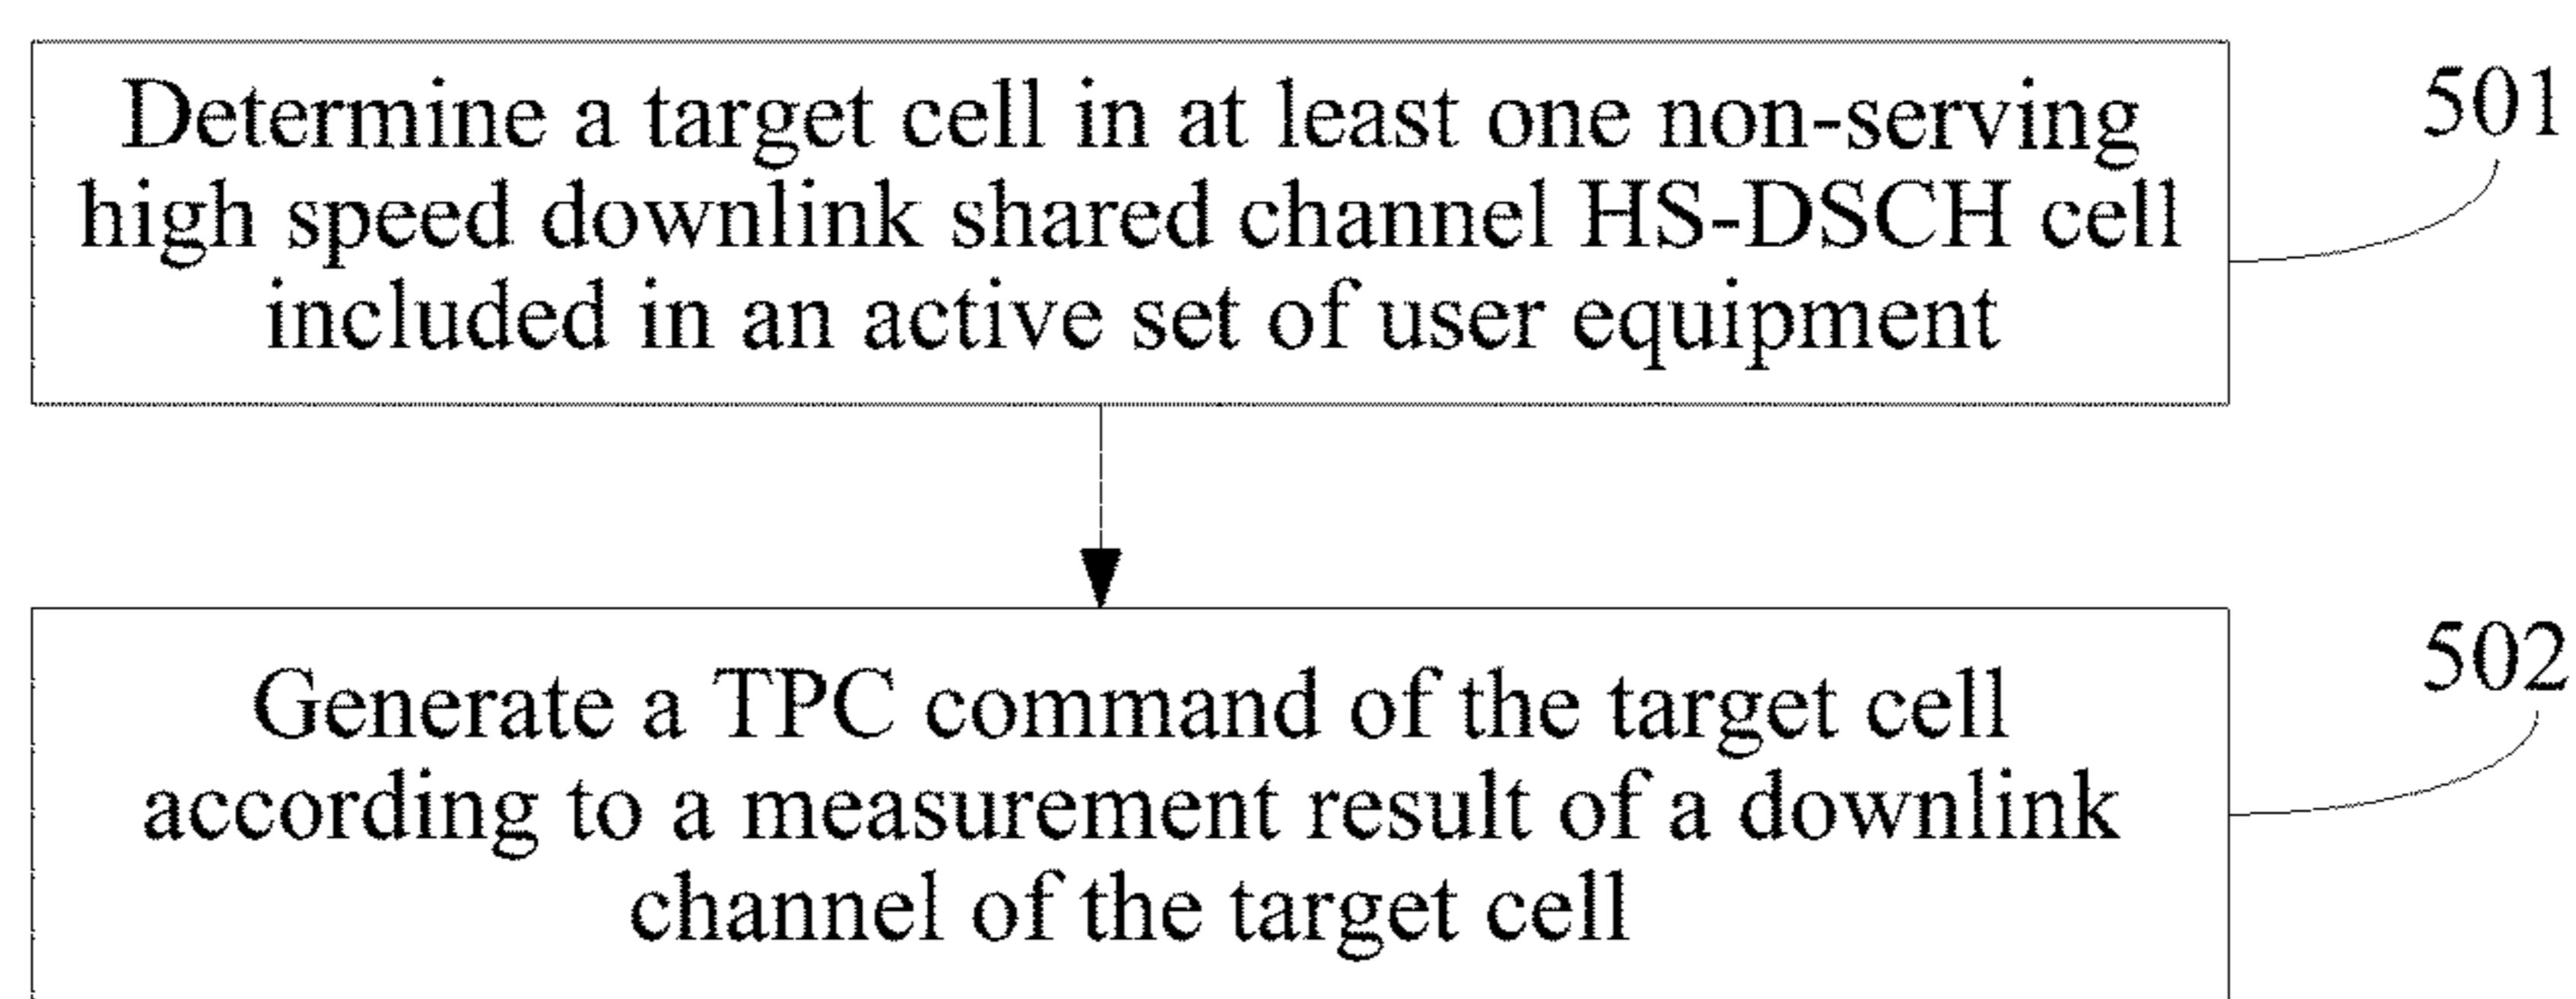 Determine a target cell in at least one non-serving
high speed downlink shared channel HS-DSCH cell
included in an active set of user equipment
501
Generate a TPC command of the target cell
according to a measurement result of a downlink
channel of the target cell
502